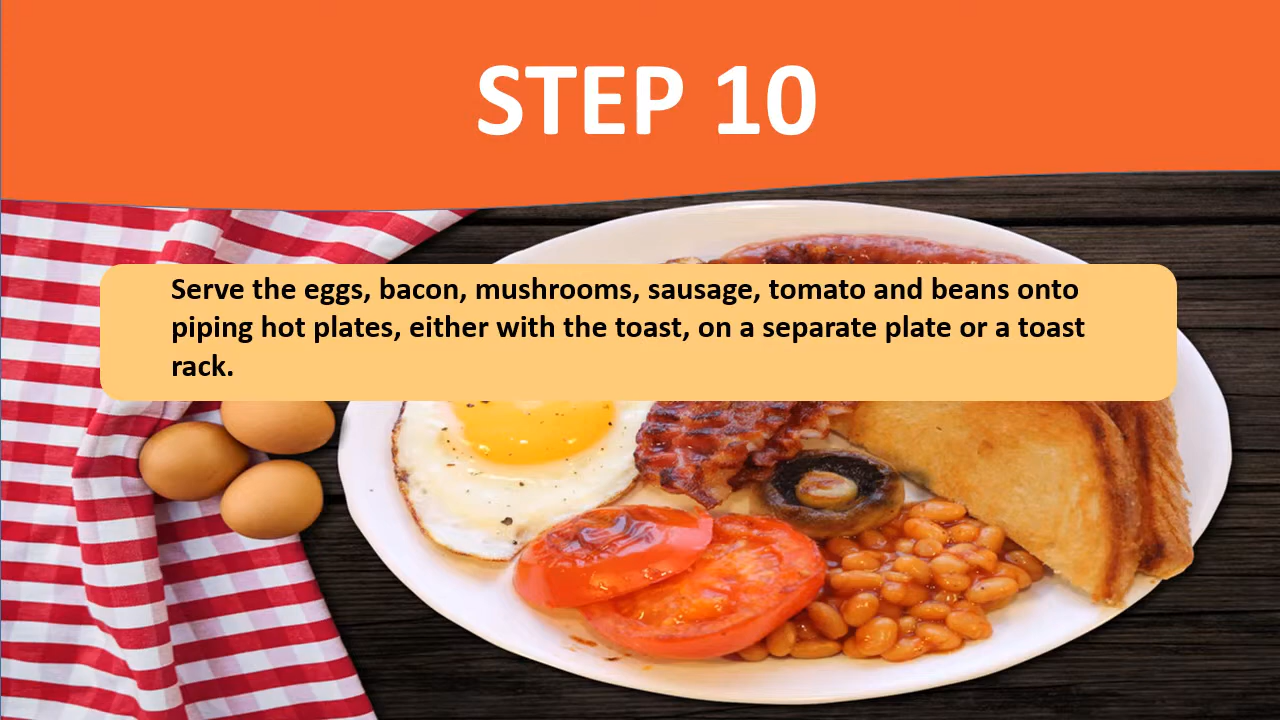 STEP 10
Serve the eggs, bacon, mushrooms, sausage, tomato and beans onto
piping hot plates, either with the toast, on a separate plate or a toast
rack.